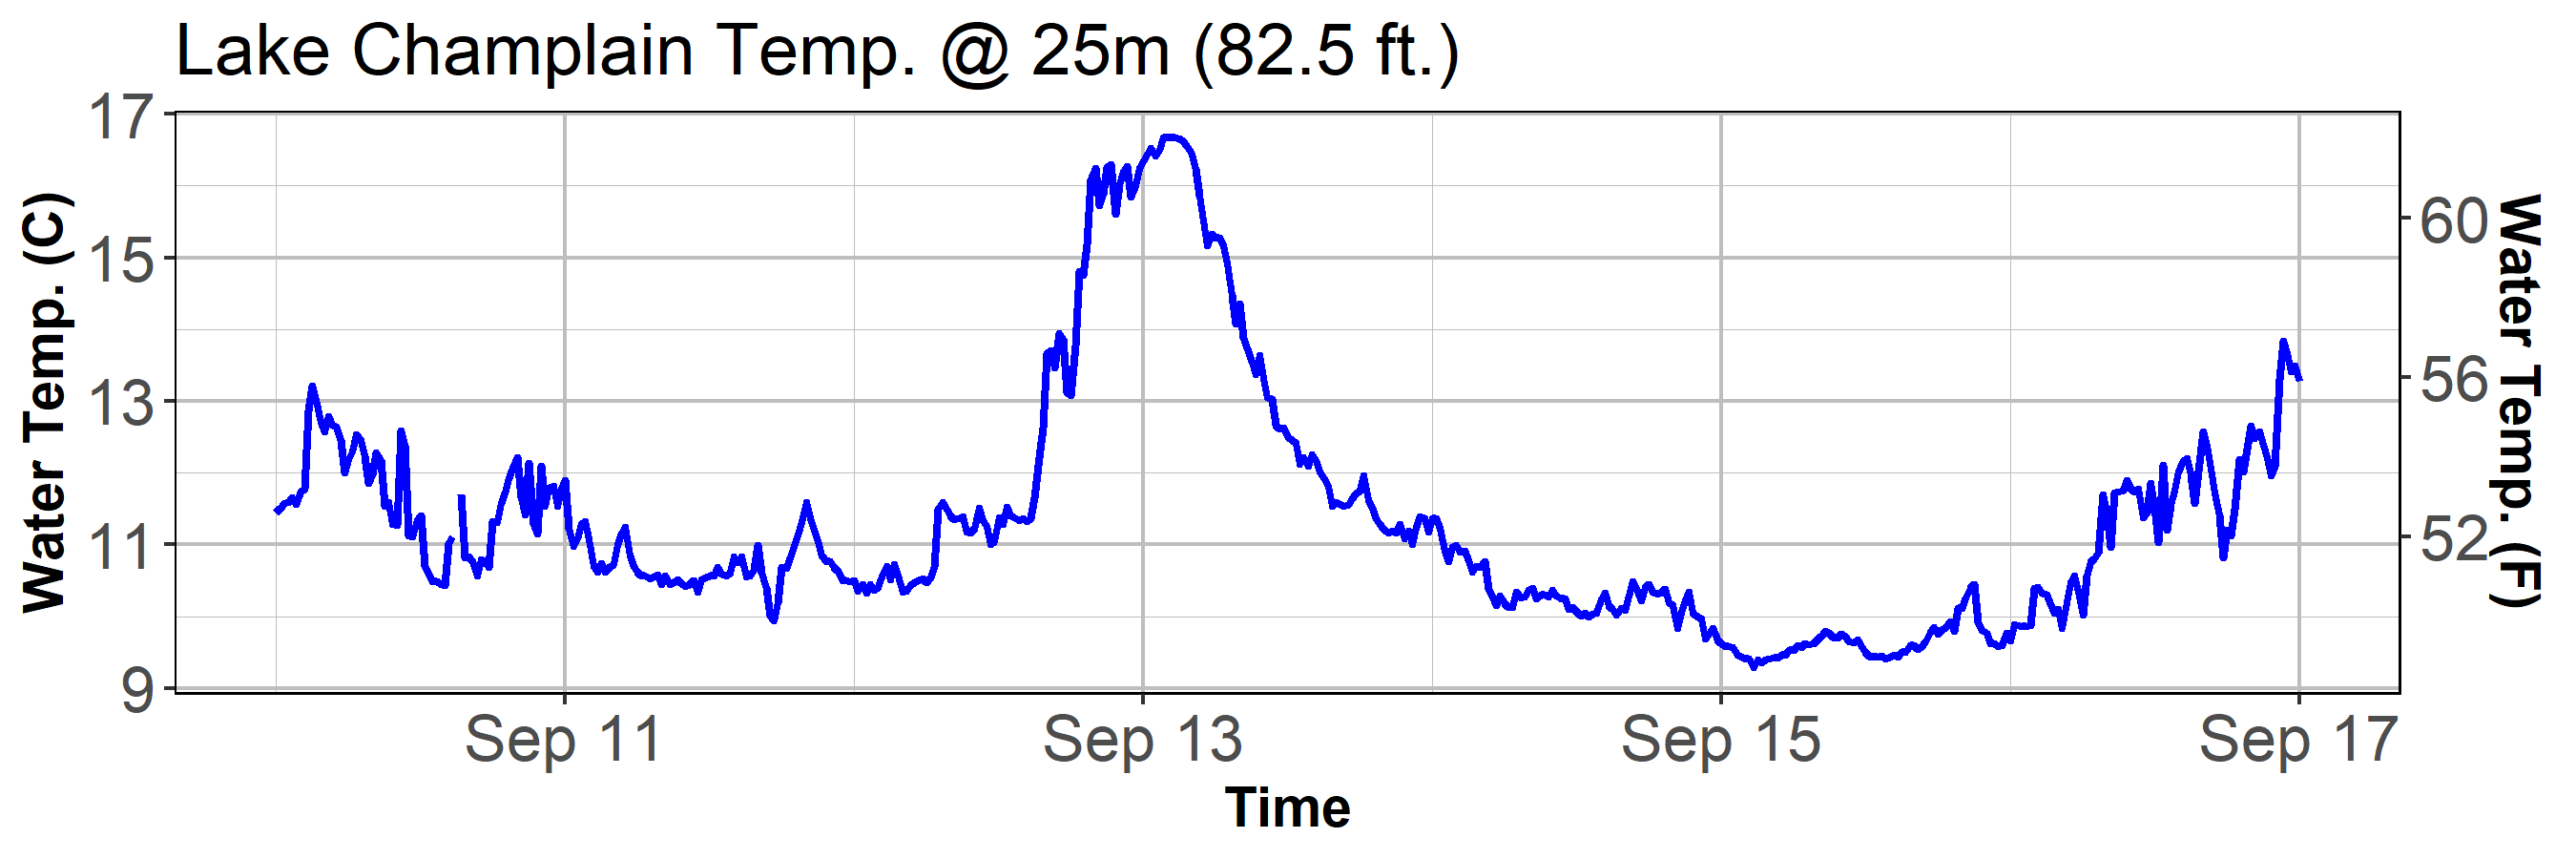 Lake Champlain Temp. @ 25m (82.5 ft.)
Water Temp. (C)
17
15
13
11
9
60
56
52
Water Temp. (F)
Sep 11 Sep 13 Sep 15 Sep 17
Time